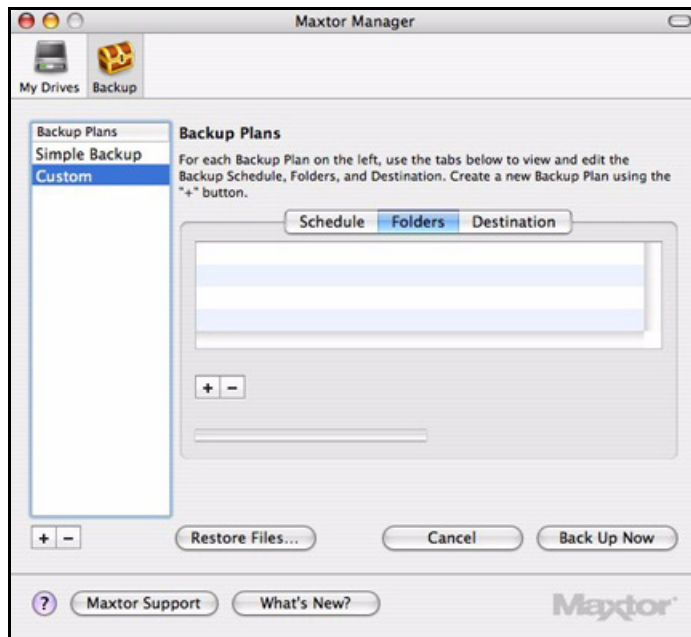 Maxtor Manager
My Drives
Backup
Backup Plans
Simple Backup
Custom
Backup Plans
For each Backup Plan on the left, use the tabs below to view and edit the
Backup Schedule, Folders, and Destination. Create a new Backup Plan using the
"+" button.
Schedule
Folders
Destination
+ −
+ −
Restore Files...
Cancel
Back Up Now
?
Maxtor Support
What's New?
Maxtor